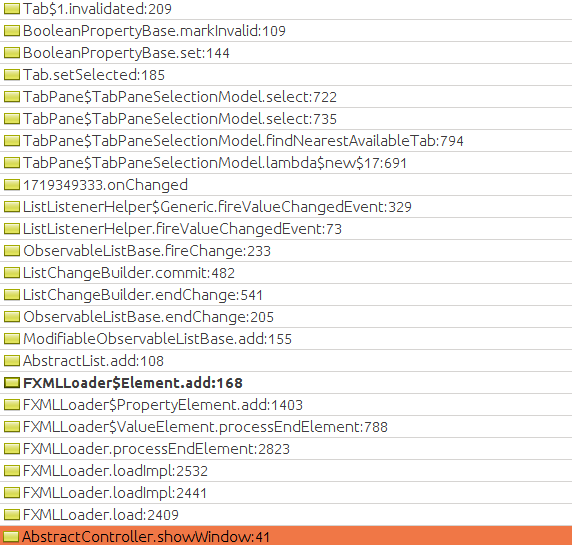 Tab$1.invalidated:209
BooleanPropertyBase.markInvalid:109
BooleanPropertyBase.set:144
Tab.setSelected:185
TabPane$TabPaneSelectionModel.select:722
TabPane$TabPaneSelectionModel.select:735
TabPane$TabPaneSelectionModel.findNearestAvailableTab:794
TabPane$TabPaneSelectionModel.lambda$new$17:691
1719349333.onChanged
ListListenerHelper$Generic.fireValueChangedEvent:329
ListListenerHelper.fireValueChangedEvent:73
ObservableListBase.fireChange:233
ListChangeBuilder.commit:482
ListChangeBuilder.endChange:541
ObservableListBase.endChange:205
ModifiableObservableListBase.add:155
AbstractList.add:108
FXMLLoader$Element.add:168
FXMLLoader$PropertyElement.add:1403
FXMLLoader$ValueElement.processEndElement:788
FXMLLoader.processEndElement:2823
FXMLLoader.loadImpl:2532
FXMLLoader.loadImpl:2441
FXMLLoader.load:2409
AbstractController.showWindow:41